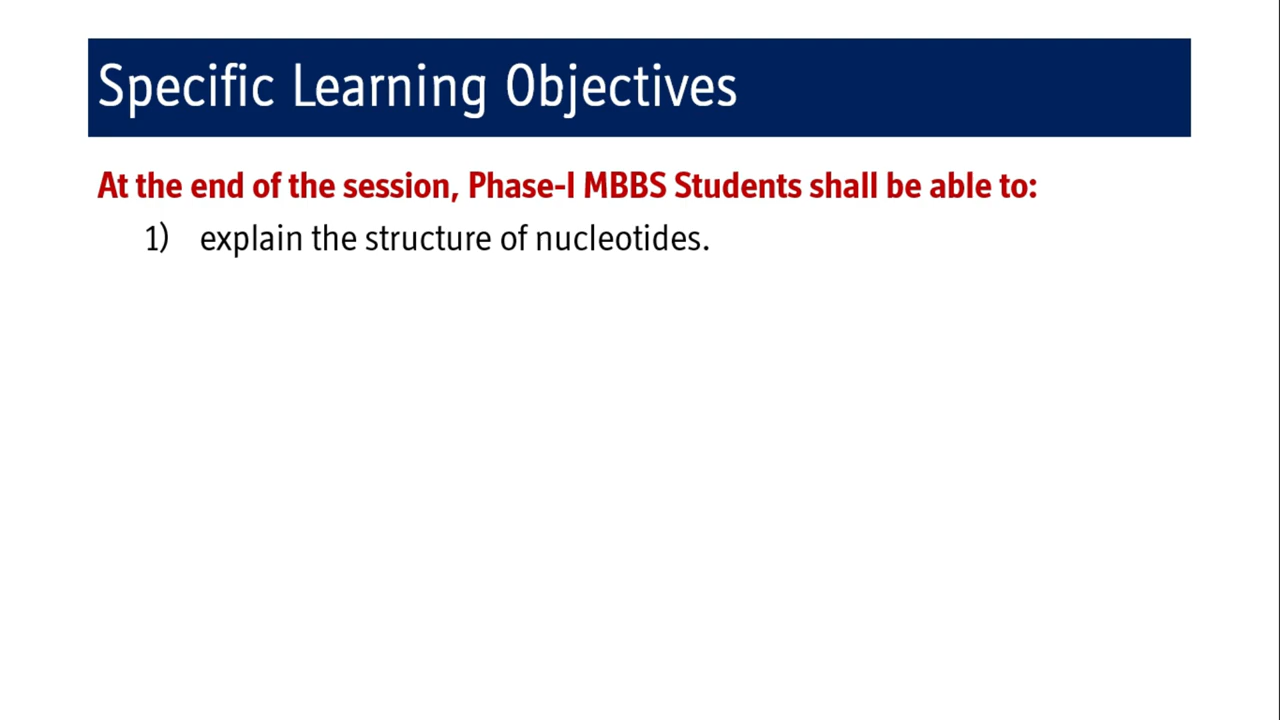 Specific Learning Objectives
At the end of the session, Phase-I MBBS Students shall be able to:
1) explain the structure of nucleotides.